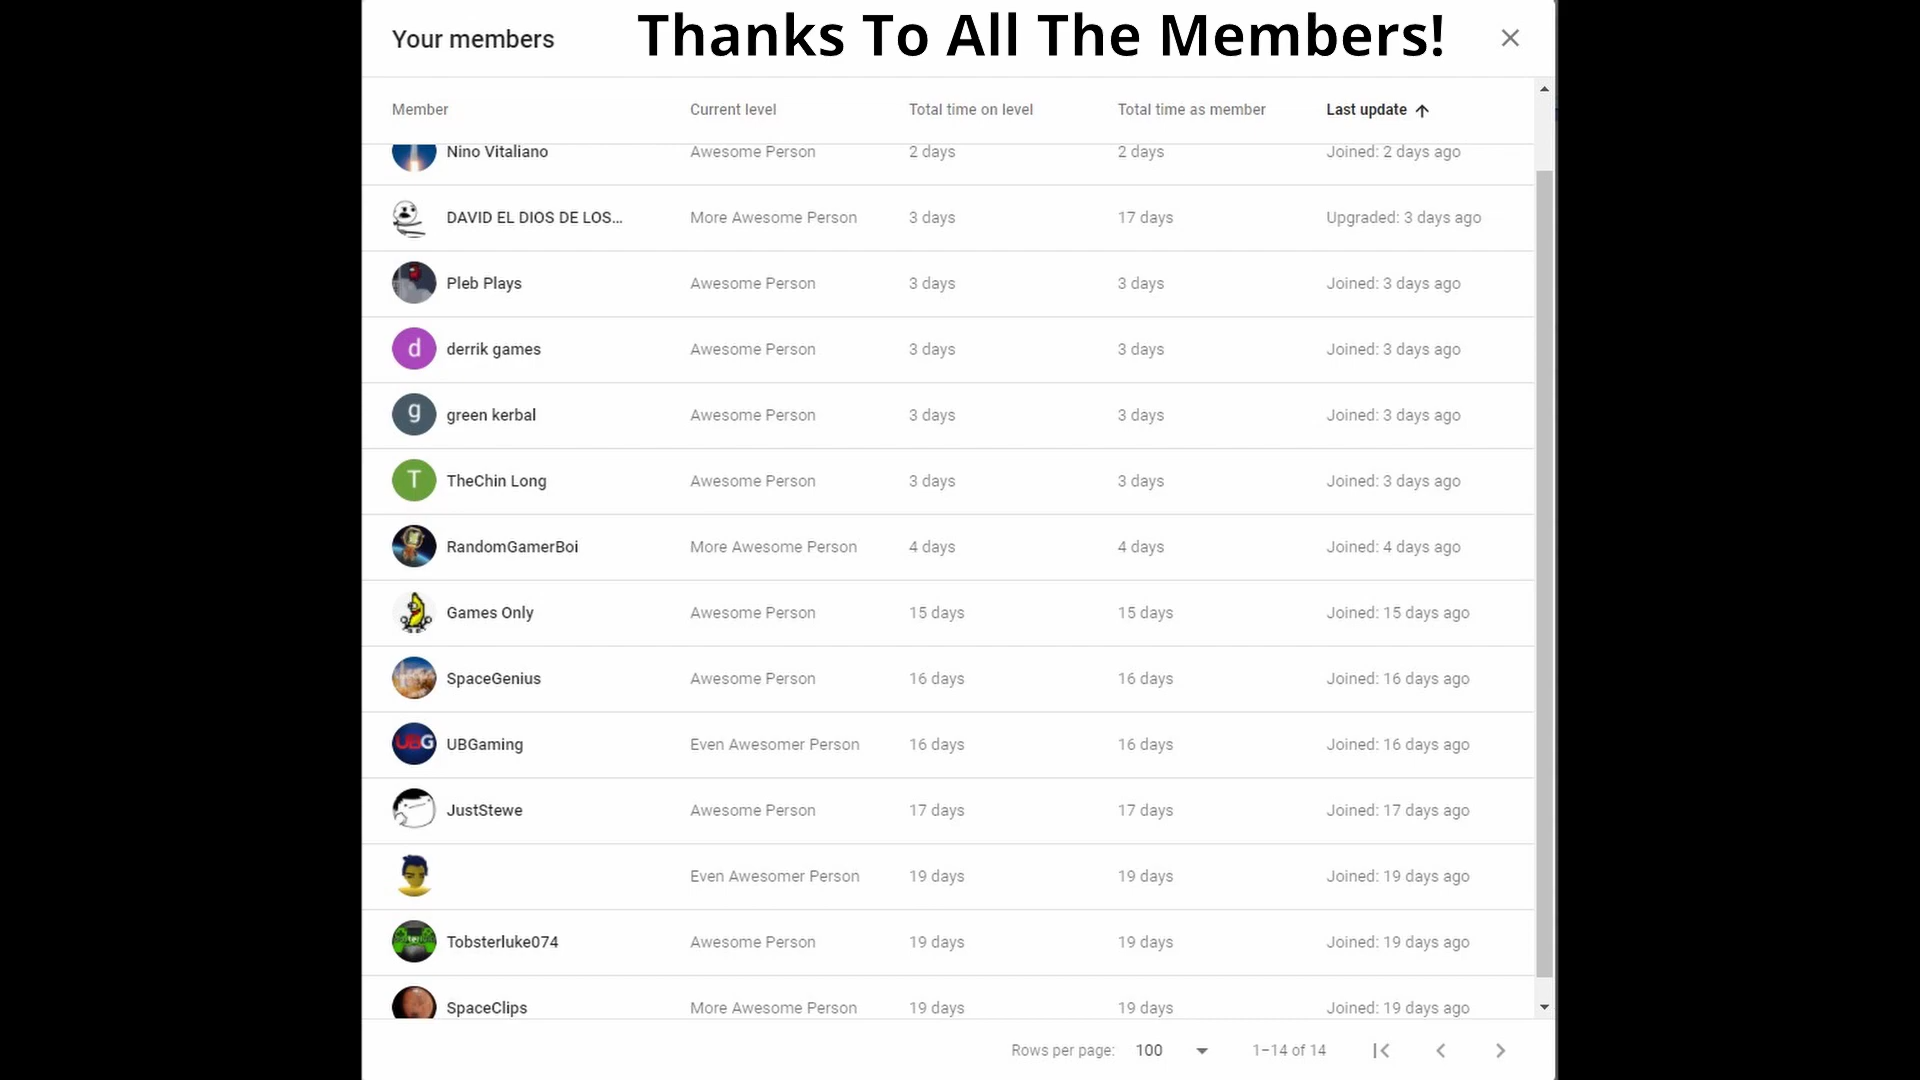 Your members Thanks To All The Members!
Member Current level Total time on level Total time as member Last update
Nino Vitaliano Awesome Person 2 days 2 days Joined: 2 days ago
DAVID EL DIOS DE LOS... More Awesome Person 3 days 17 days Upgraded: 3 days ago
Pleb Plays Awesome Person 3 days 3 days Joined: 3 days ago
d derrik games Awesome Person 3 days 3 days Joined: 3 days ago
g green kerbal Awesome Person 3 days 3 days Joined: 3 days ago
T TheChin Long Awesome Person 3 days 3 days Joined: 3 days ago
RandomGamerBoi More Awesome Person 4 days 4 days Joined: 4 days ago
Games Only Awesome Person 15 days 15 days Joined: 15 days ago
SpaceGenius Awesome Person 16 days 16 days Joined: 16 days ago
UBG UBGaming Even Awesomer Person 16 days 16 days Joined: 16 days ago
JustStewe Awesome Person 17 days 17 days Joined: 17 days ago
Even Awesomer Person 19 days 19 days Joined: 19 days ago
Tobsterluke074 Awesome Person 19 days 19 days Joined: 19 days ago
SpaceClips More Awesome Person 19 days 19 days Joined: 19 days ago
Rows per page: 100 1–14 of 14